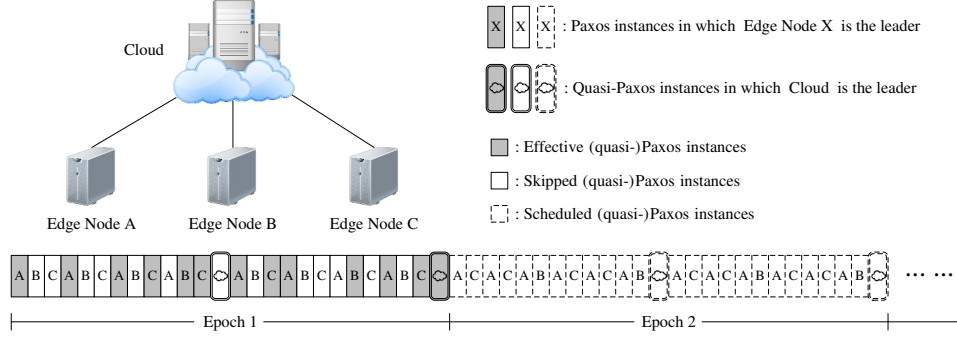 Cloud
Edge Node A
Edge Node B
Edge Node C
X X X : Paxos instances in which Edge Node X is the leader
: Quasi-Paxos instances in which Cloud is the leader
: Effective (quasi-)Paxos instances
: Skipped (quasi-)Paxos instances
: Scheduled (quasi-)Paxos instances
A B C A B C A B C A B C A B C A B C A B C A B C A C A C A B A C A C A B A C A C A B A C A C A B ... ...
Epoch 1 Epoch 2